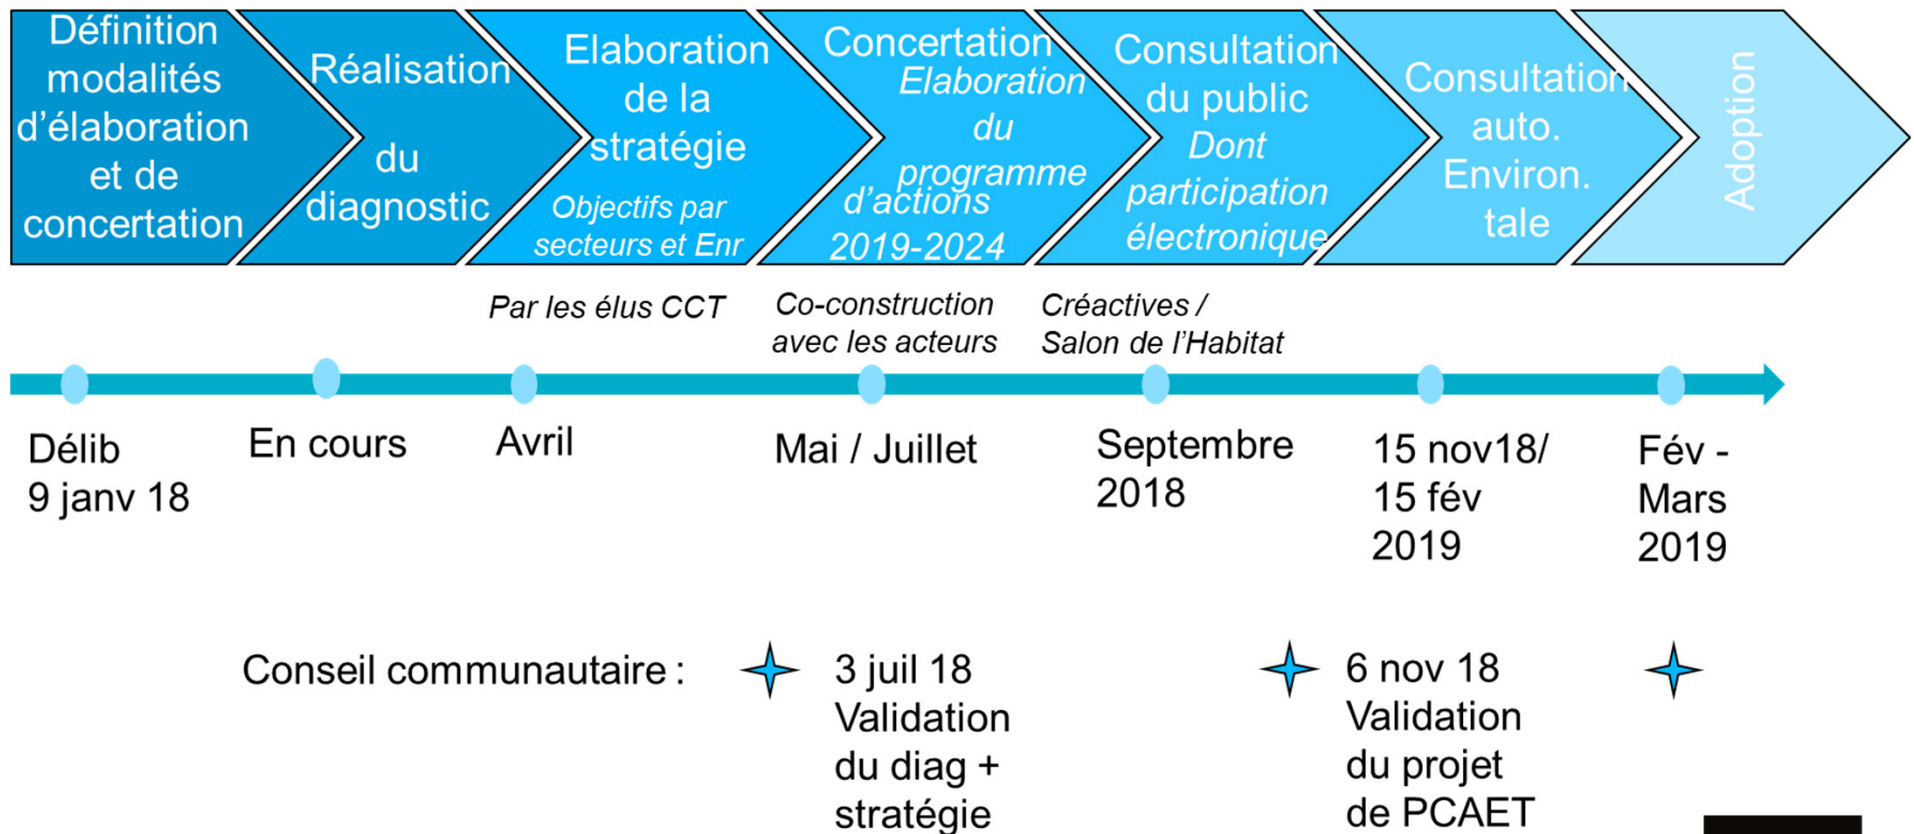 Définition
modalités
d’élaboration
et de
concertation
Réalisation
du
diagnostic
Elaboration
de la
stratégie
Objectifs par
secteurs et Enr
Concertation
Elaboration
du
programme
d’actions
2019-2024
Consultation
du public
Dont
participation
électronique
Consultation
auto.
Environ.
tale
Adoption
Par les élus CCT
Co-construction
avec les acteurs
Créactives /
Salon de l’Habitat
Délib
9 janv 18
En cours
Avril
Mai / Juillet
Septembre
2018
15 nov18/
15 fév
2019
Fév -
Mars
2019
Conseil communautaire :
3 juil 18
Validation
du diag +
stratégie
6 nov 18
Validation
du projet
de PCAET